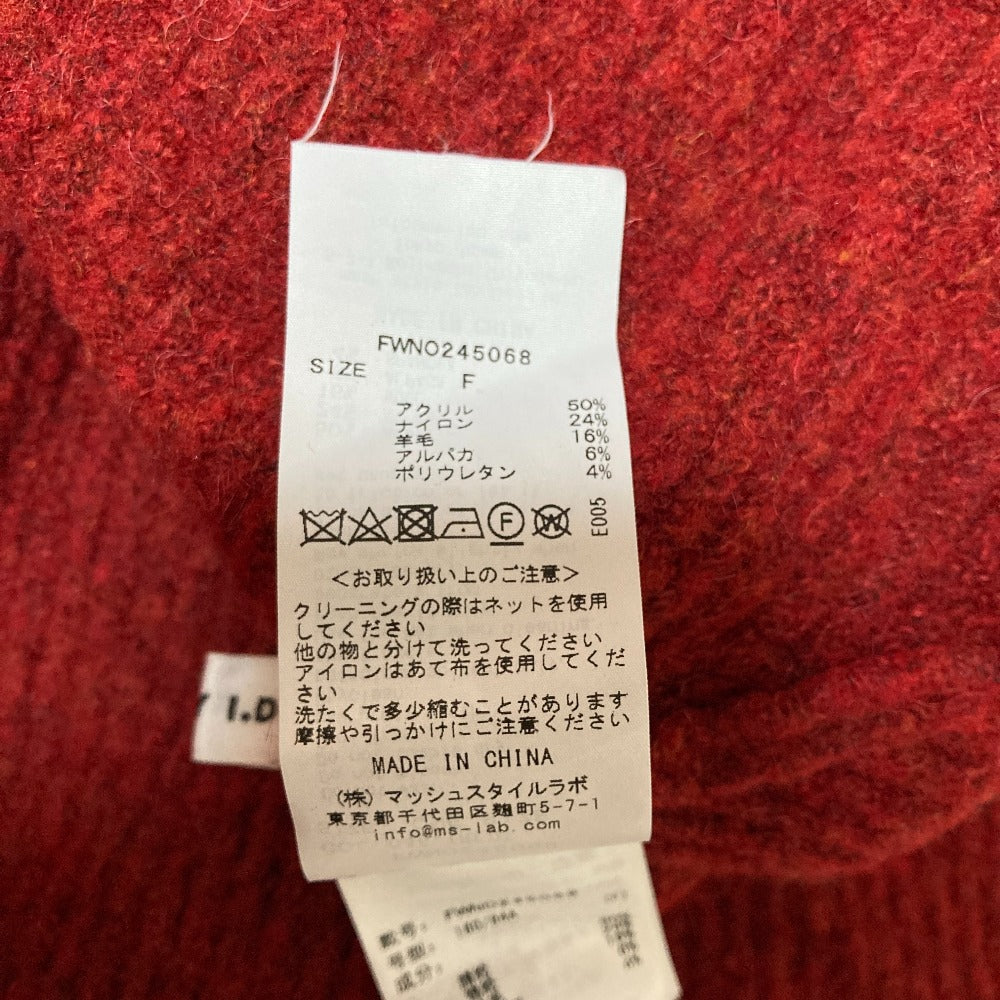 FWNO245068
SIZE F
アクリル 50%
ナイロン 24%
羊毛 16%
アルパカ 6%
ポリウレタン 4%
F W E005
<お取り扱い上のご注意>
クリーニングの際はネットを使用
してください
他の物と分けて洗ってください
アイロンはあて布を使用してくだ
さい
洗たくで多少縮むことがあります
摩擦や引っかけにご注意ください
MADE IN CHINA
(株)マッシュスタイルラボ
東京都千代田区麹町5-7-1
info@ms-lab.com
I.D
款号:
号型:
成分: